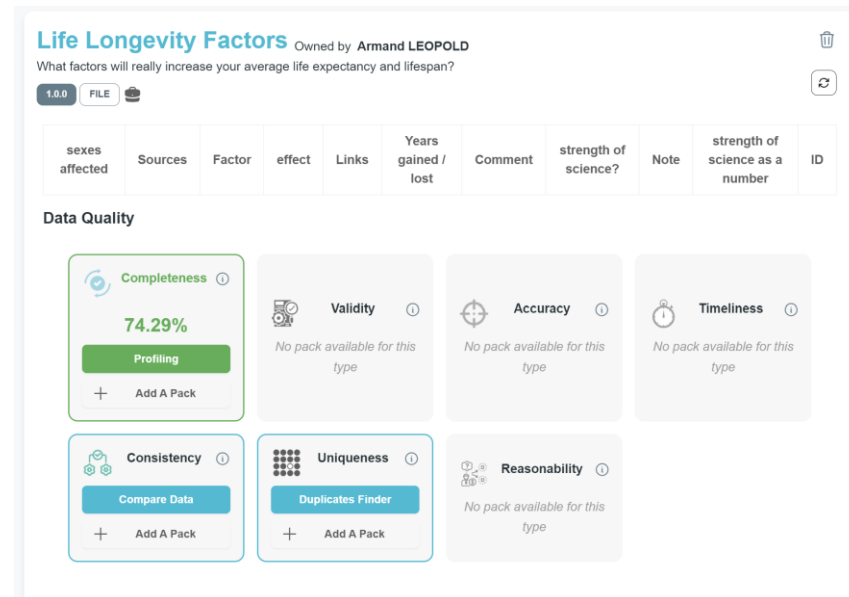 Life Longevity Factors Owned by Armand LEOPOLD
What factors will really increase your average life expectancy and lifespan?
1.0.0 FILE
sexes affected Sources Factor effect Links Years gained / lost Comment strength of science? Note strength of science as a number ID
Data Quality
Completeness
74.29%
Profiling
Add A Pack
Validity
No pack available for this
type
Accuracy
No pack available for this
type
Timeliness
No pack available for this
type
Consistency
Compare Data
Add A Pack
Uniqueness
Duplicates Finder
Add A Pack
Reasonability
No pack available for this
type